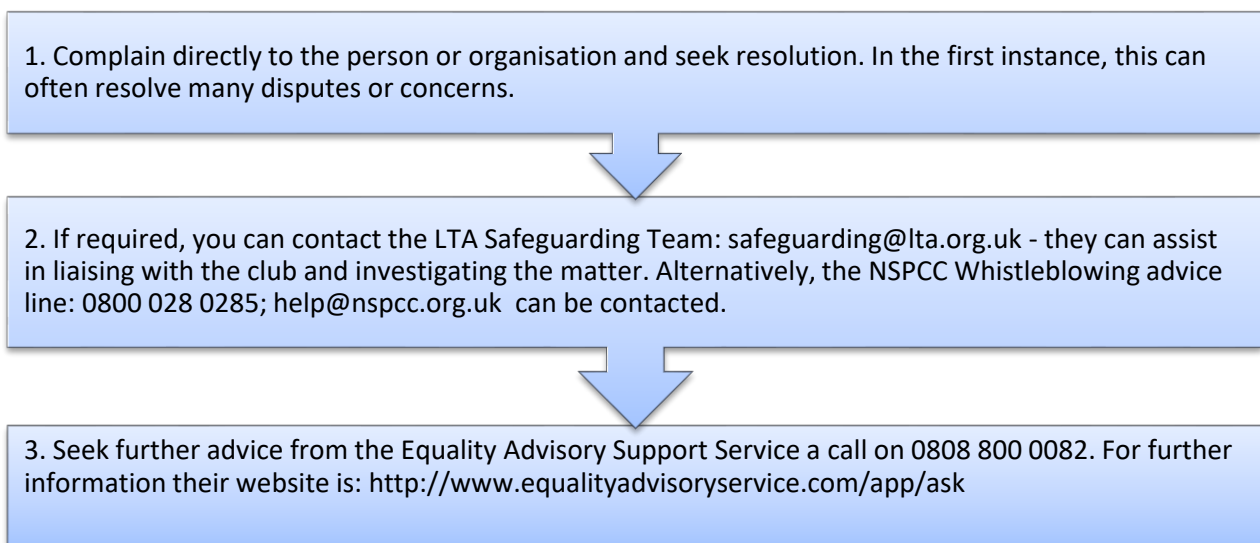 1. Complain directly to the person or organisation and seek resolution. In the first instance, this can
often resolve many disputes or concerns.
2. If required, you can contact the LTA Safeguarding Team: safeguarding@lta.org.uk - they can assist
in liaising with the club and investigating the matter. Alternatively, the NSPCC Whistleblowing advice
line: 0800 028 0285; help@nspcc.org.uk can be contacted.
3. Seek further advice from the Equality Advisory Support Service a call on 0808 800 0082. For further
information their website is: http://www.equalityadvisoryservice.com/app/ask